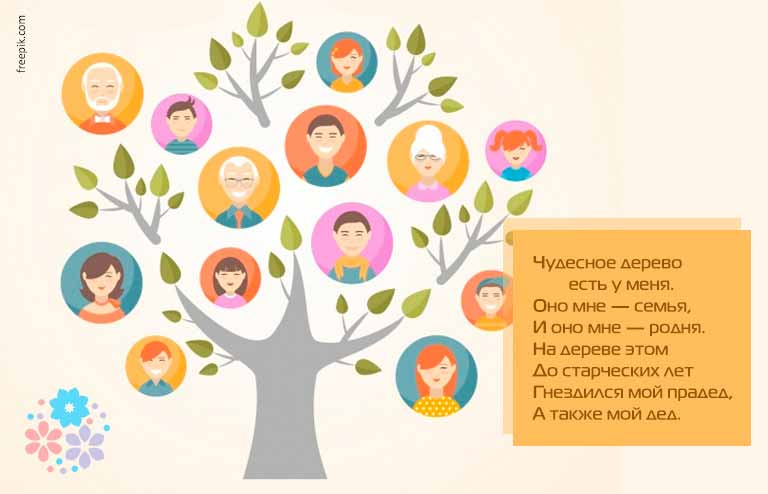 freepik.com
Чудесное дерево
есть у меня.
Оно мне — семья,
И оно мне — родня.
На дереве этом
До старческих лет
Гнездился мой прадед,
А также мой дед.